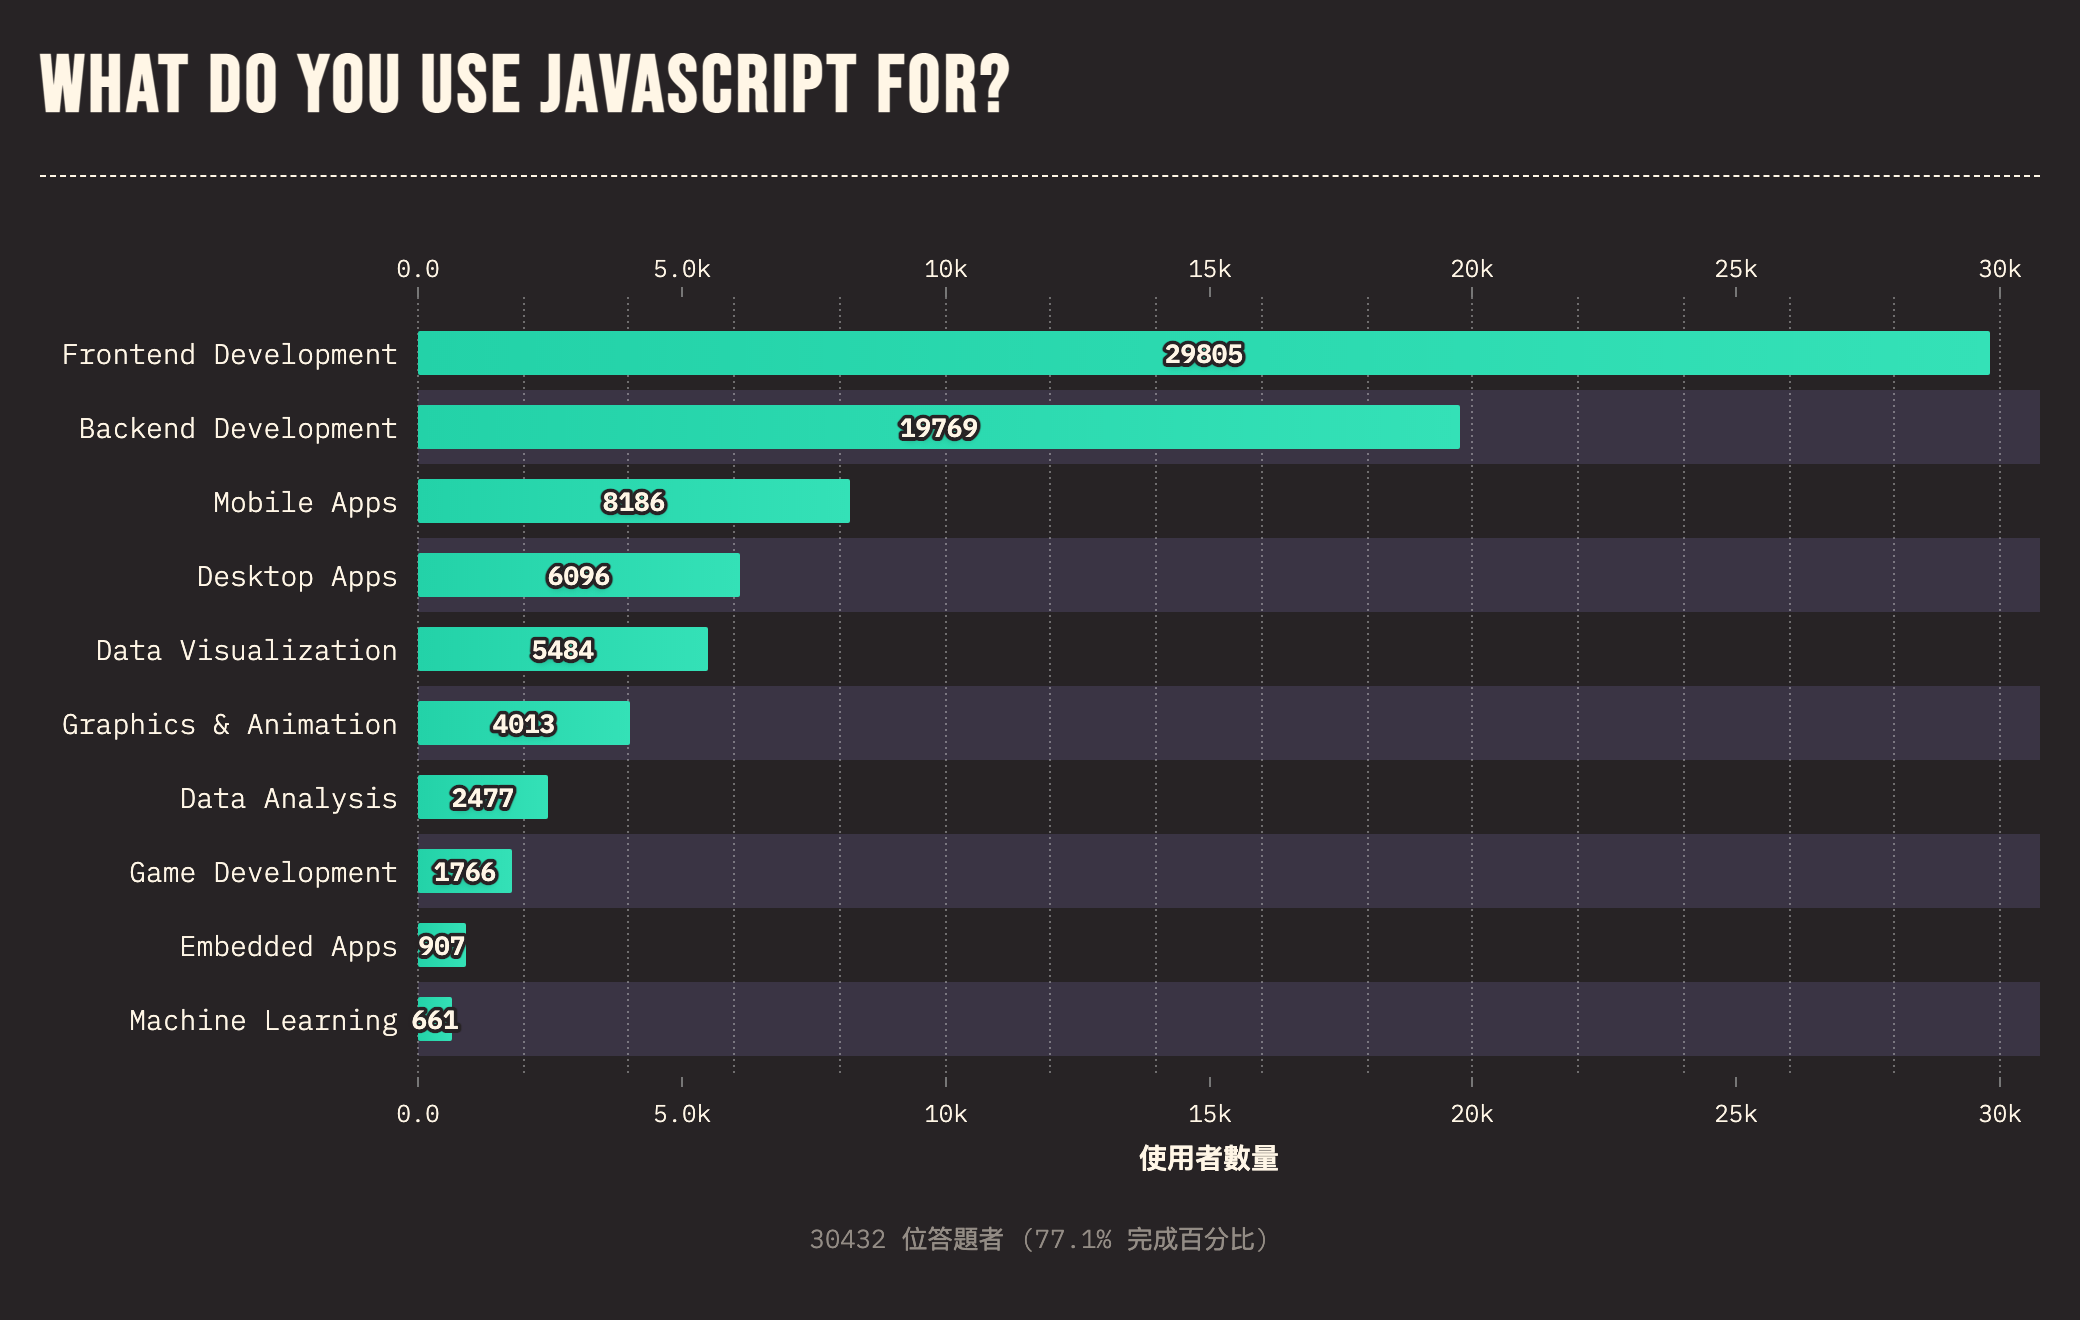 WHAT DO YOU USE JAVASCRIPT FOR?
0.0 5.0k 10k 15k 20k 25k 30k
Frontend Development 29805
Backend Development 19769
Mobile Apps 8186
Desktop Apps 6096
Data Visualization 5484
Graphics & Animation 4013
Data Analysis 2477
Game Development 1766
Embedded Apps 907
Machine Learning 661
0.0 5.0k 10k 15k 20k 25k 30k
使用者數量
30432 位答題者 (77.1% 完成百分比)